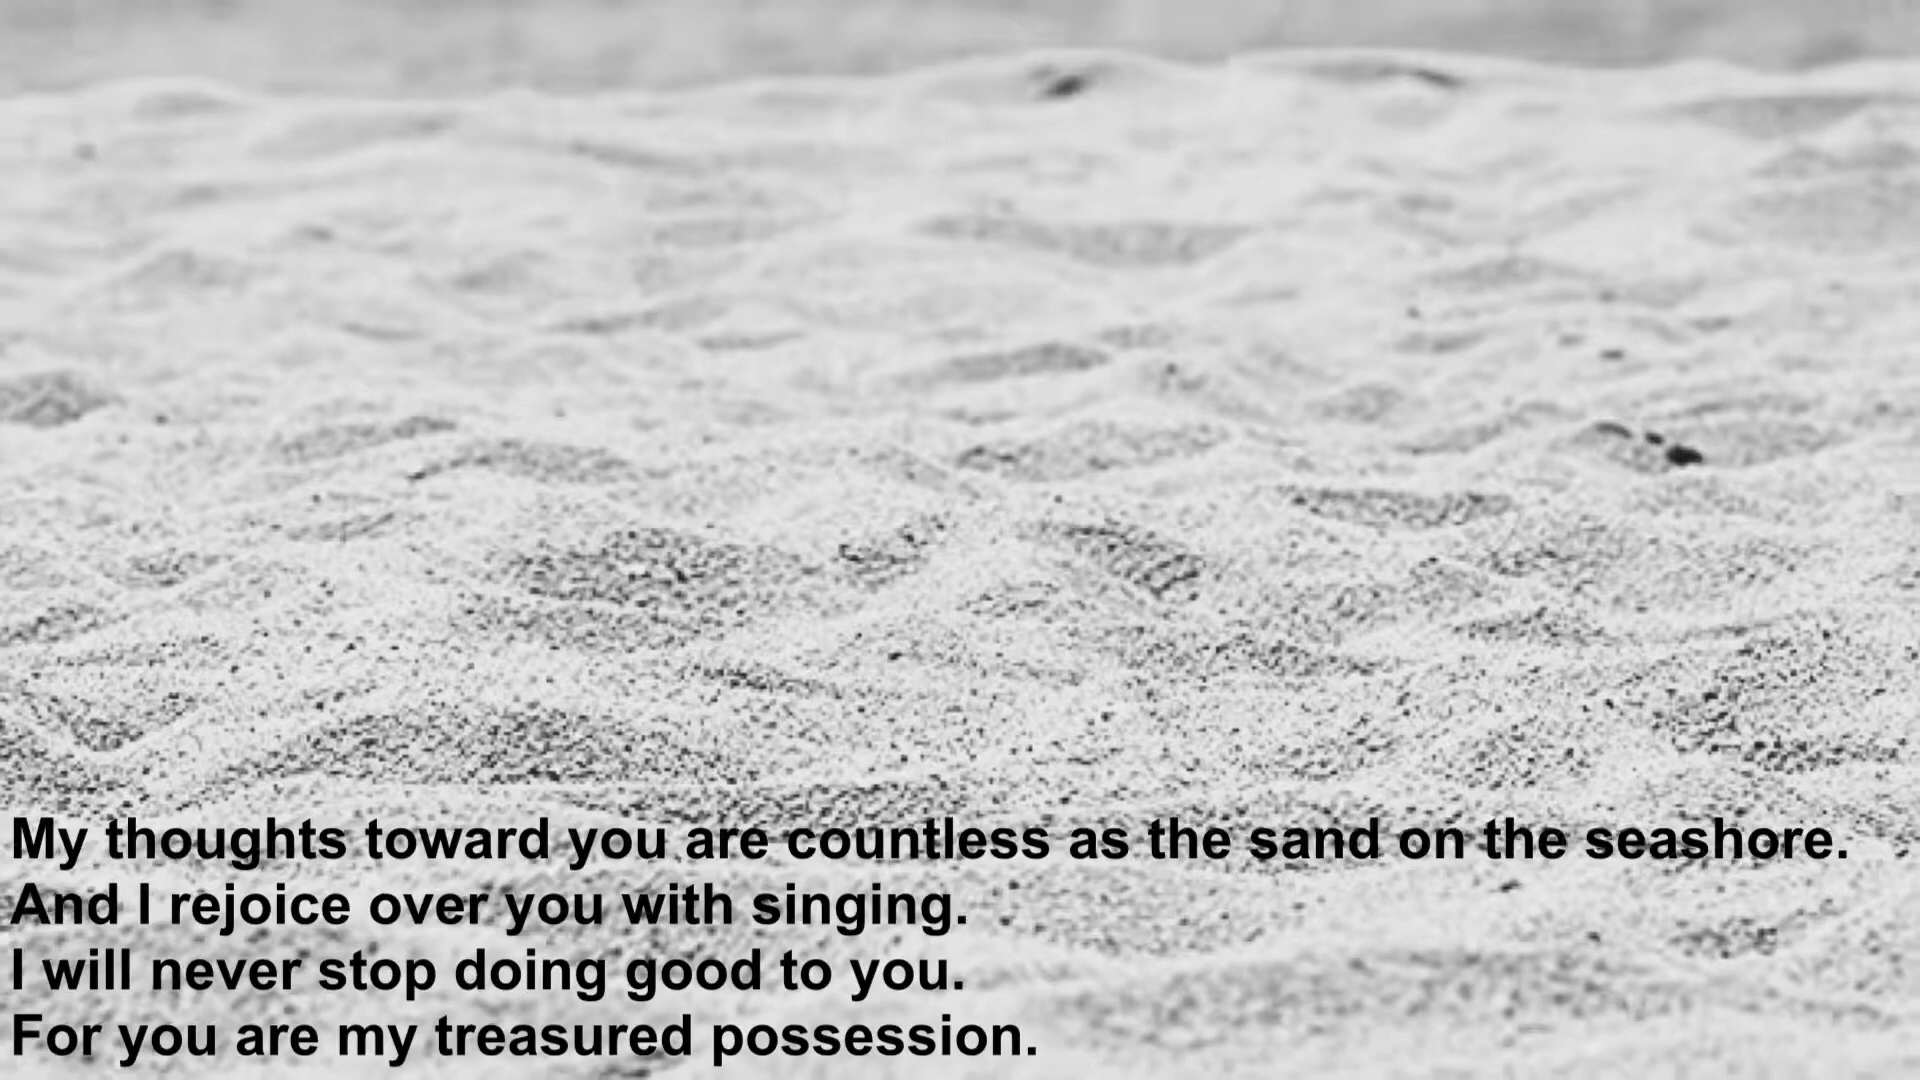 My thoughts toward you are countless as the sand on the seashore.
And I rejoice over you with singing.
I will never stop doing good to you.
For you are my treasured possession.